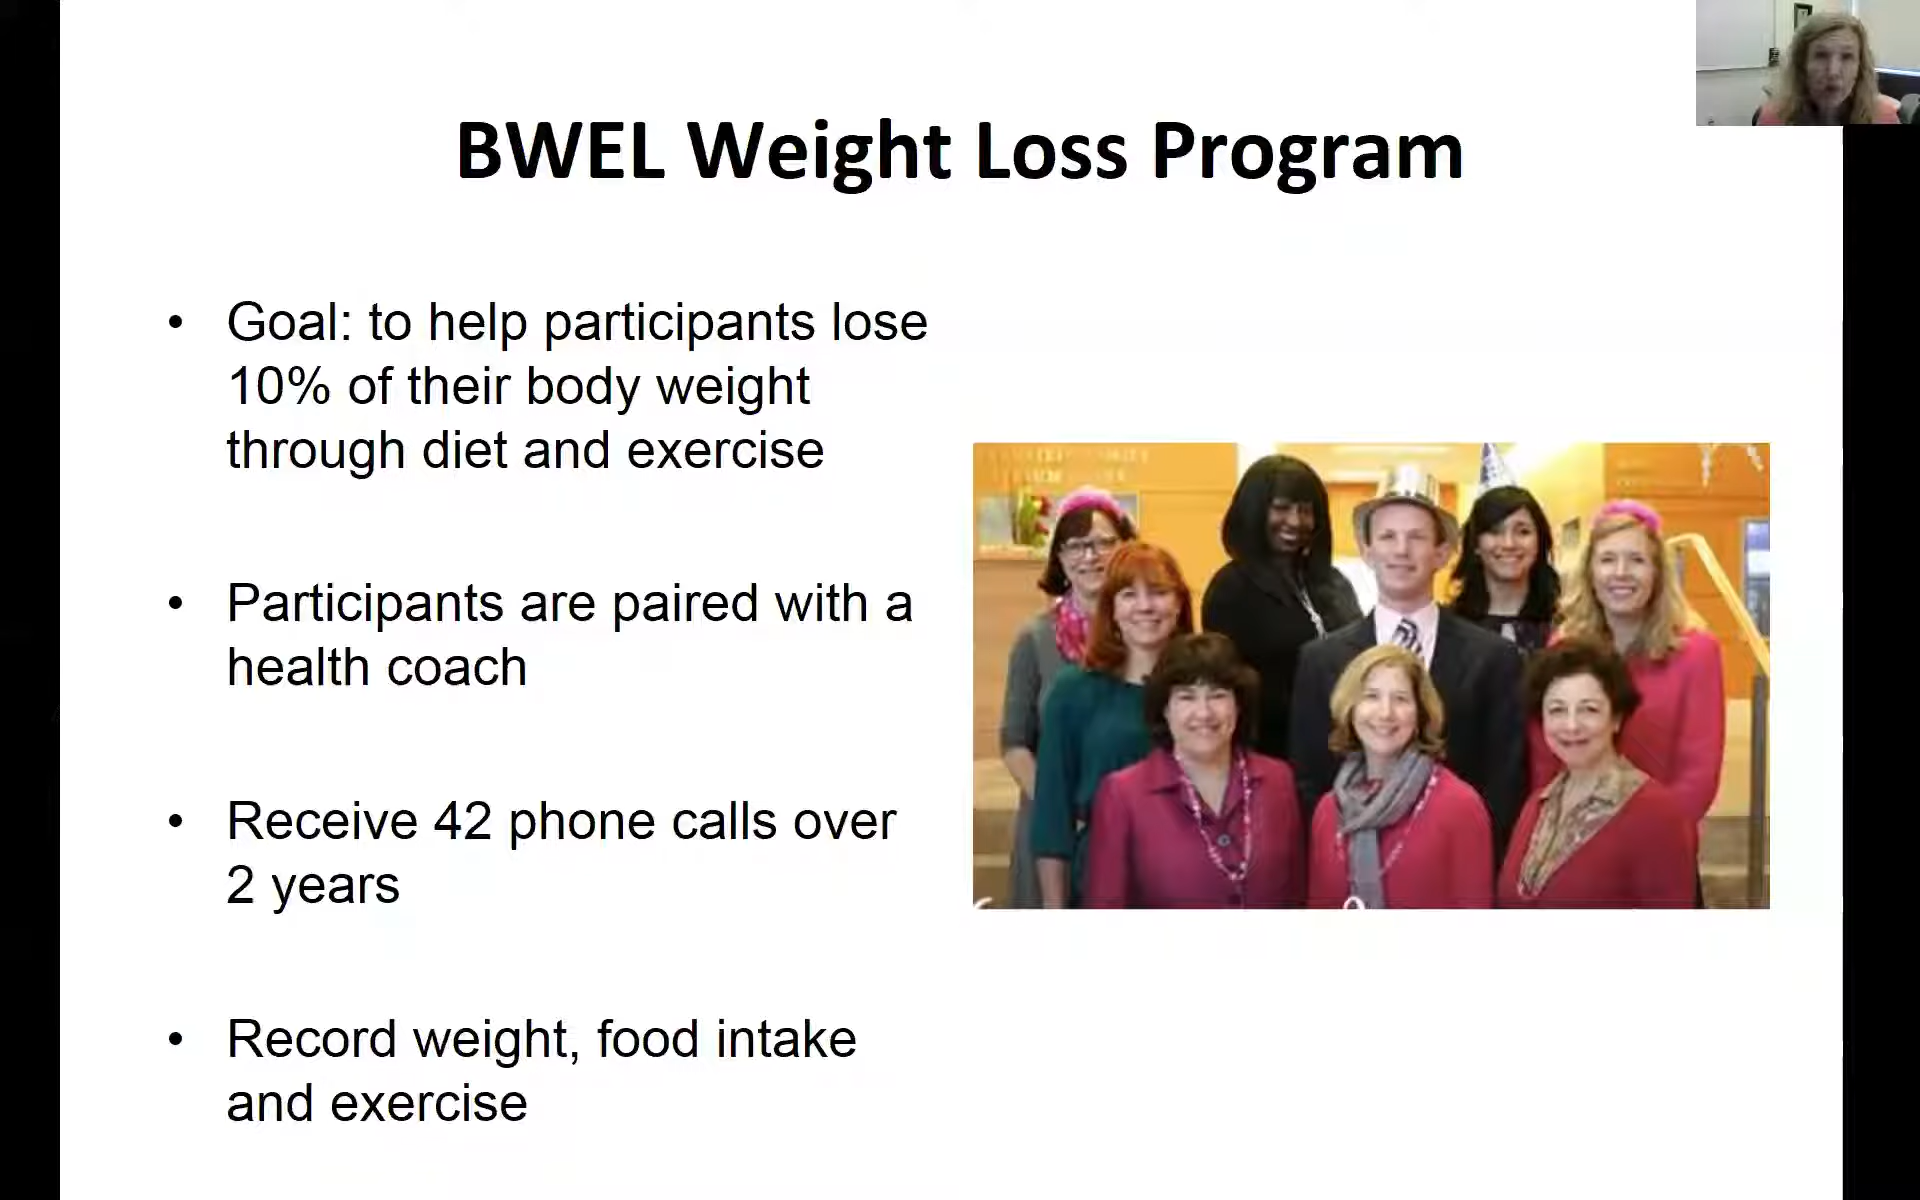 BWEL Weight Loss Program
• Goal: to help participants lose
10% of their body weight
through diet and exercise
• Participants are paired with a
health coach
• Receive 42 phone calls over
2 years
• Record weight, food intake
and exercise